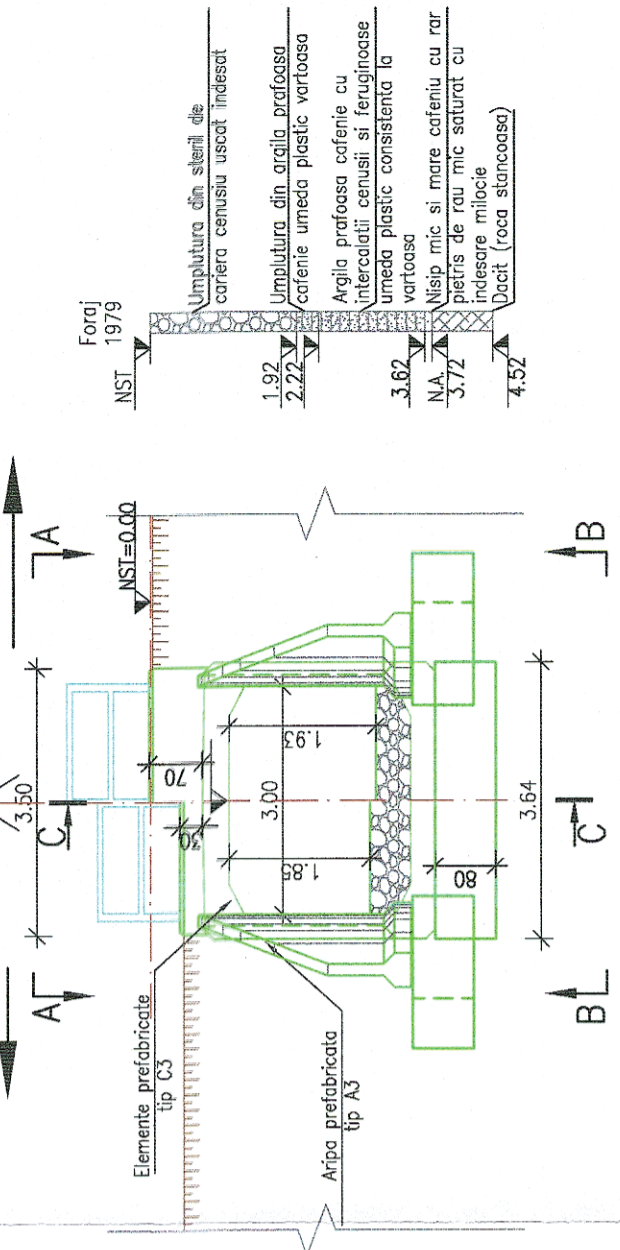 Foraj
1979
NST
Umplutura din steril die
cariera cenusiu uscat indesat
1.92
Umplutura din argila prafoasa
2.22
cafenie umeda plastic vartoasa
Argila prafoasa cafenie cu
intercalatii cenusii si feruginoase
umeda plastic consistenta la
vartoasa
3.62
Nisip mic si mare cafeniu cu rar
N.A.
3.72
pietris de rau mic saturat cu
indesare milocie
Dacit (roca stancoasa)
4.52
A
A
NST=0.00
3.50
C
70
30
Elemente prefabricate
tip C3
1.93
3.00
1.85
Aripa prefabricata
tip A3
80
3.64
B
B
C